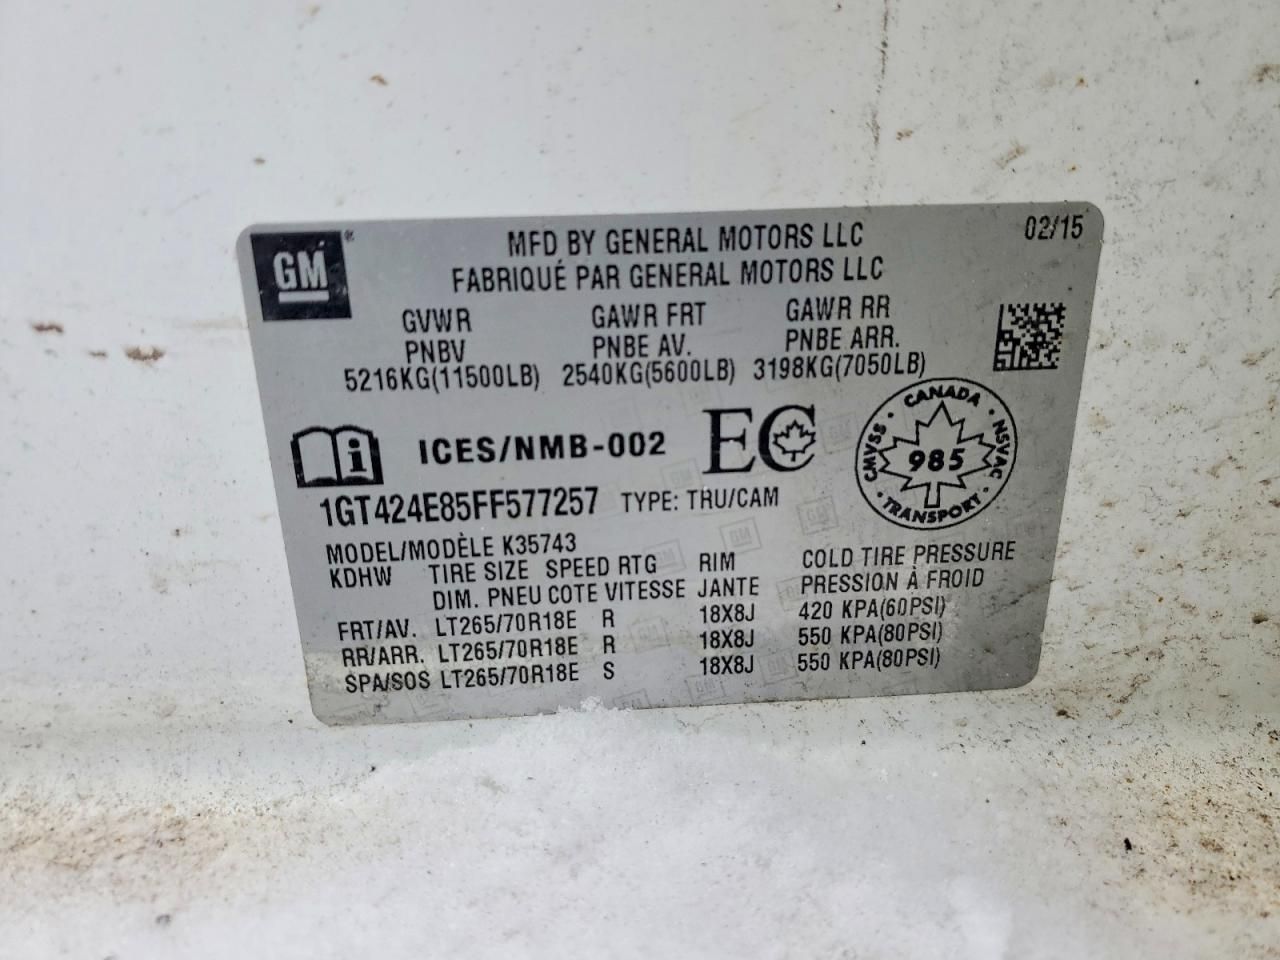 GM
MFD BY GENERAL MOTORS LLC
02/15
FABRIQUÉ PAR GENERAL MOTORS LLC
GVWR GAWR FRT GAWR RR
PNBV PNBE AV. PNBE ARR.
5216KG(11500LB) 2540KG(5600LB) 3198KG(7050LB)
ICES/NMB-002 EC
CANADA
CMVSS · 985 · NSVAC
TRANSPORT
1GT424E85FF577257 TYPE: TRU/CAM
MODEL/MODÈLE K35743
KDHW TIRE SIZE SPEED RTG RIM COLD TIRE PRESSURE
DIM. PNEU COTE VITESSE JANTE PRESSION À FROID
FRT/AV. LT265/70R18E R 18X8J 420 KPA(60PSI)
RR/ARR. LT265/70R18E R 18X8J 550 KPA(80PSI)
SPA/SOS LT265/70R18E S 18X8J 550 KPA(80PSI)